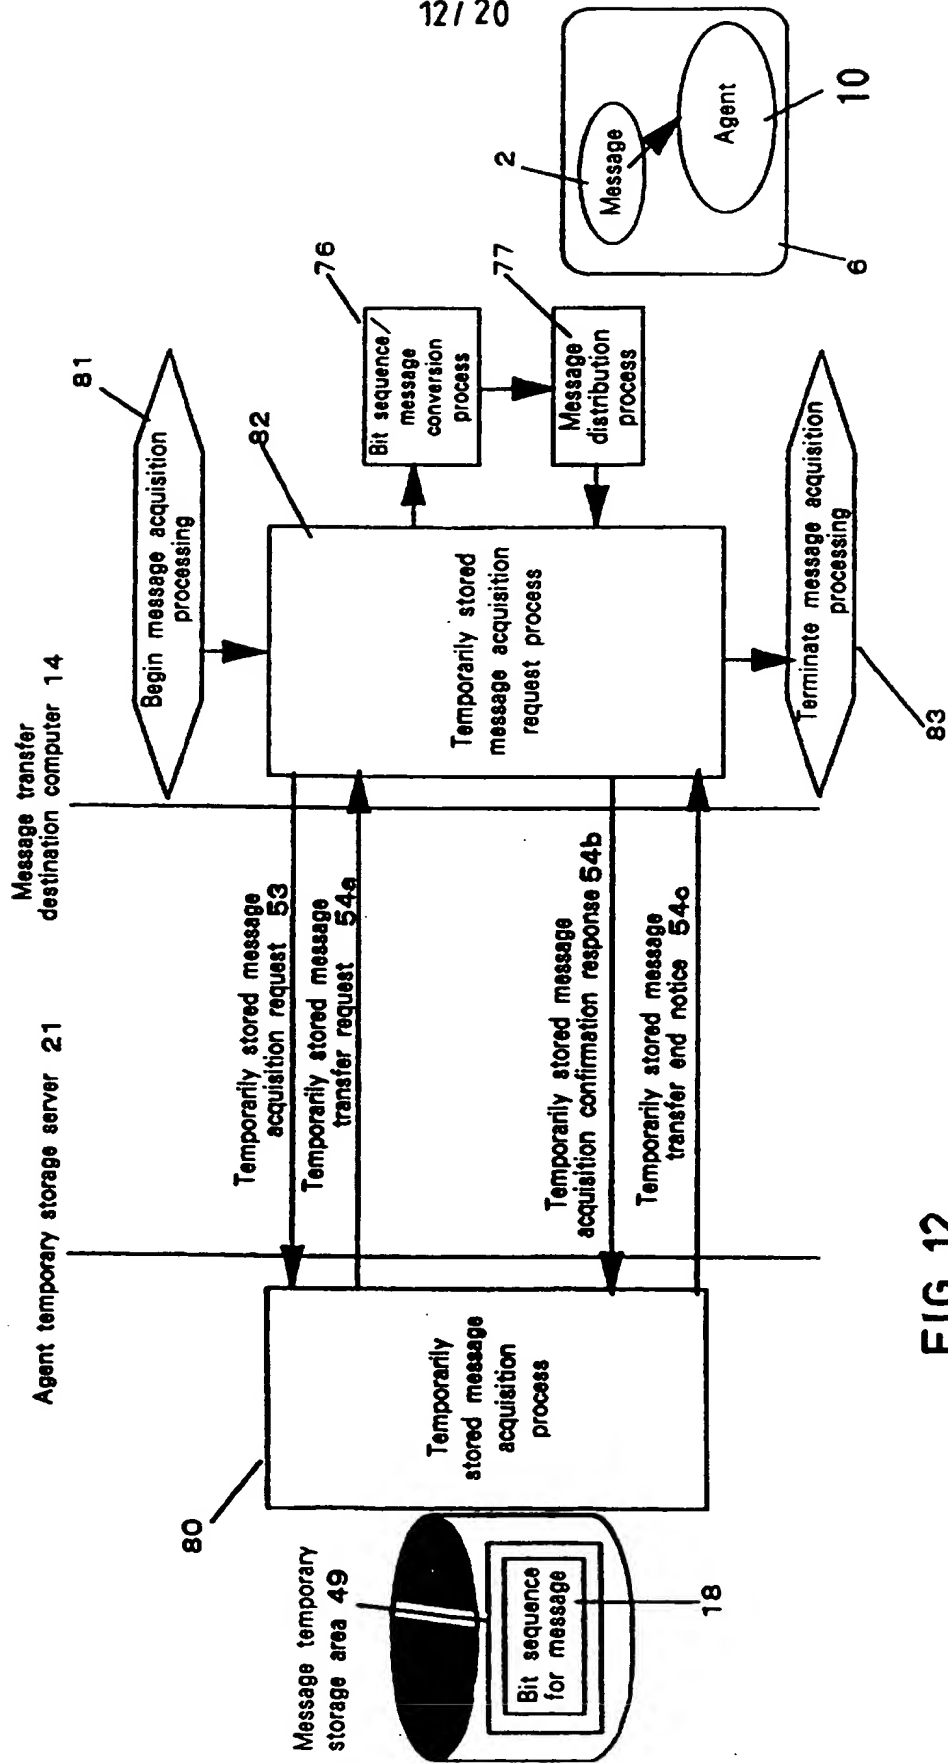 12/20
Message transfer
destination computer 14
Agent temporary storage server 21
Begin message acquisition
processing
81
82
76
Bit sequence/
message
conversion
process
77
Message
distribution
process
2
Message
Agent
10
6
Temporarily stored
message acquisition
request process
Terminate message acquisition
processing
83
Temporarily stored message
acquisition request 53
Temporarily stored message
transfer request 54a
Temporarily stored message
acquisition confirmation response 54b
Temporarily stored message
transfer end notice 54c
80
Temporarily
stored message
acquisition
process
Message temporary
storage area 49
Bit sequence
for message
18
FIG. 12